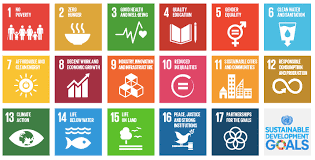 1 NO
POVERTY
2 ZERO
HUNGER
3 GOOD HEALTH
AND WELL-BEING
4 QUALITY
EDUCATION
5 GENDER
EQUALITY
6 CLEAN WATER
AND SANITATION
7 AFFORDABLE AND
CLEAN ENERGY
8 DECENT WORK AND
ECONOMIC GROWTH
9 INDUSTRY, INNOVATION
AND INFRASTRUCTURE
10 REDUCED
INEQUALITIES
11 SUSTAINABLE CITIES
AND COMMUNITIES
12 RESPONSIBLE
CONSUMPTION
AND PRODUCTION
13 CLIMATE
ACTION
14 LIFE
BELOW WATER
15 LIFE
ON LAND
16 PEACE, JUSTICE
AND STRONG
INSTITUTIONS
17 PARTNERSHIPS
FOR THE GOALS
SUSTAINABLE
DEVELOPMENT
GOALS